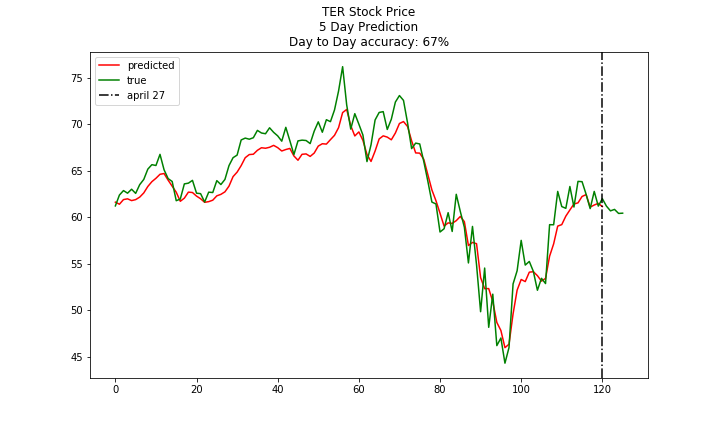 TER Stock Price
5 Day Prediction
Day to Day accuracy: 67%
predicted
true
april 27
75
70
65
60
55
50
45
0
20
40
60
80
100
120